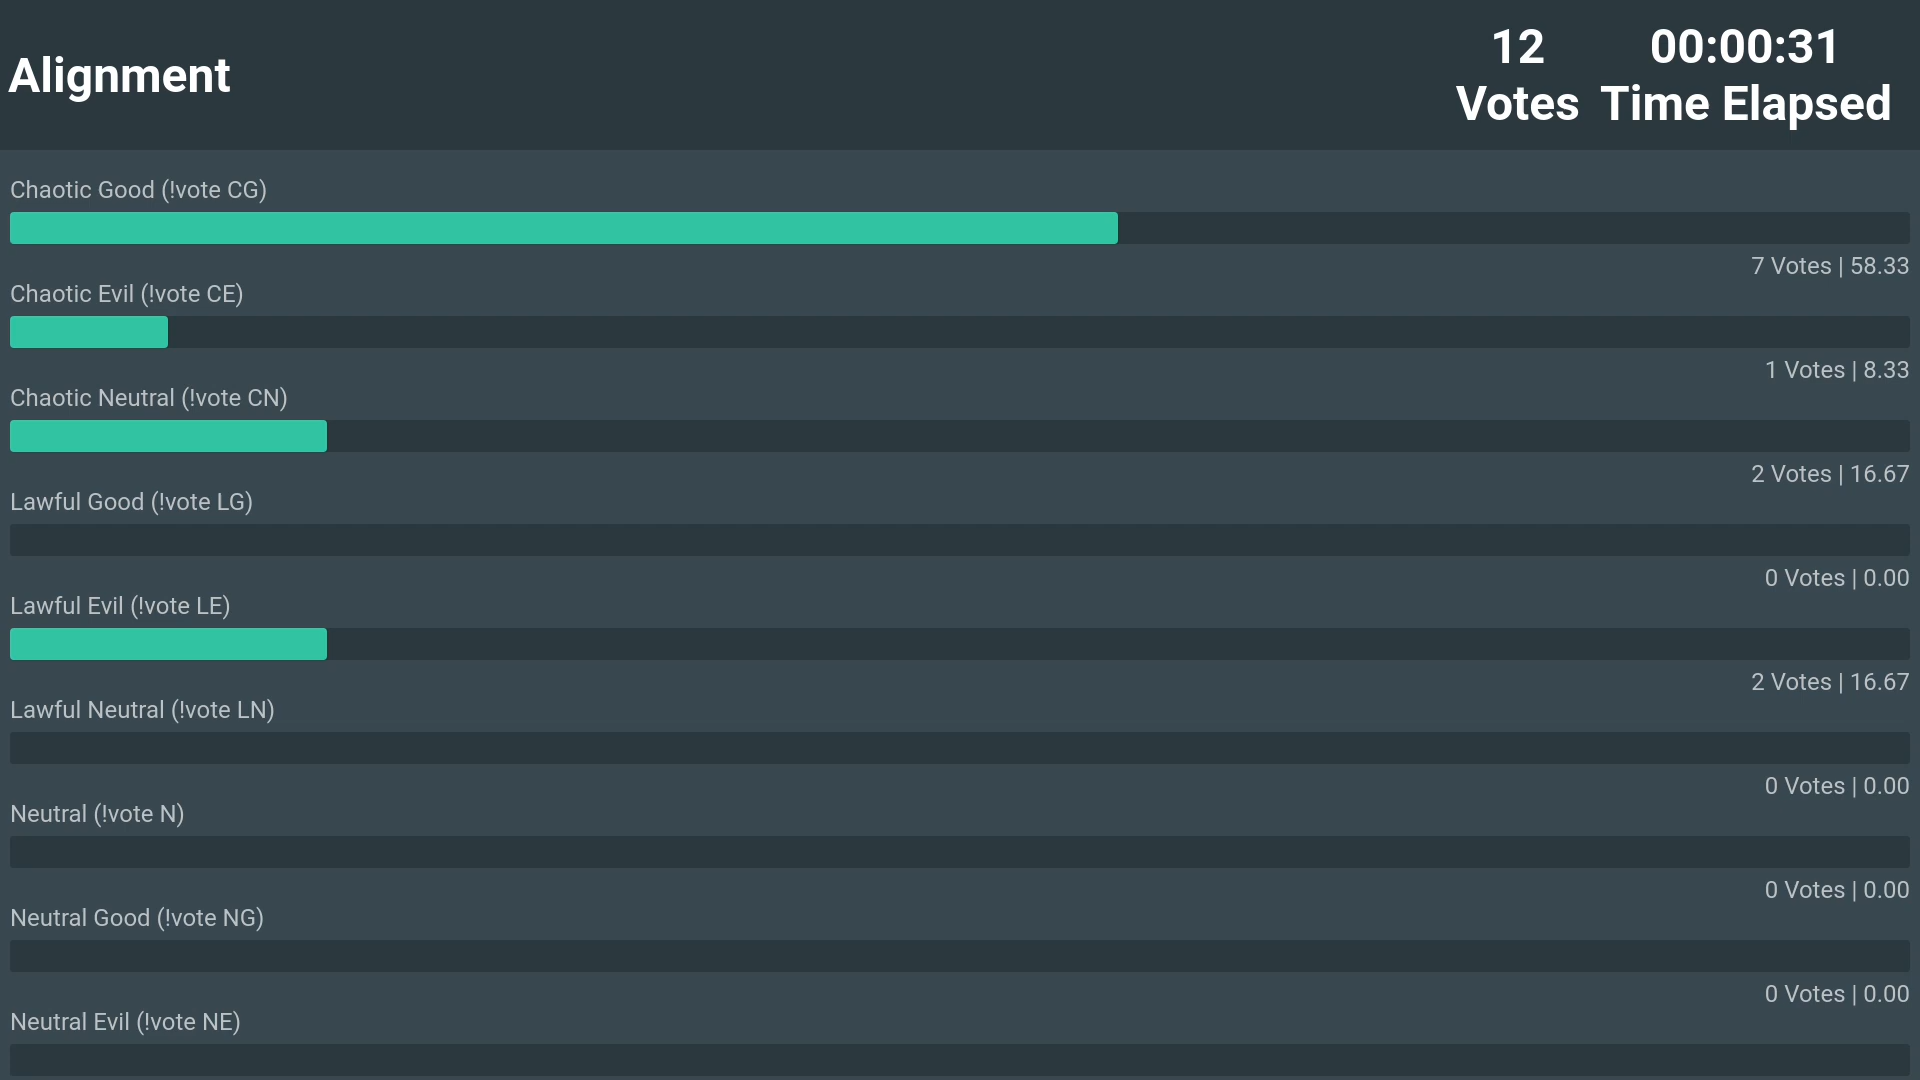 Alignment
12
Votes
00:00:31
Time Elapsed
Chaotic Good (!vote CG)
7 Votes | 58.33
Chaotic Evil (!vote CE)
1 Votes | 8.33
Chaotic Neutral (!vote CN)
2 Votes | 16.67
Lawful Good (!vote LG)
0 Votes | 0.00
Lawful Evil (!vote LE)
2 Votes | 16.67
Lawful Neutral (!vote LN)
0 Votes | 0.00
Neutral (!vote N)
0 Votes | 0.00
Neutral Good (!vote NG)
0 Votes | 0.00
Neutral Evil (!vote NE)